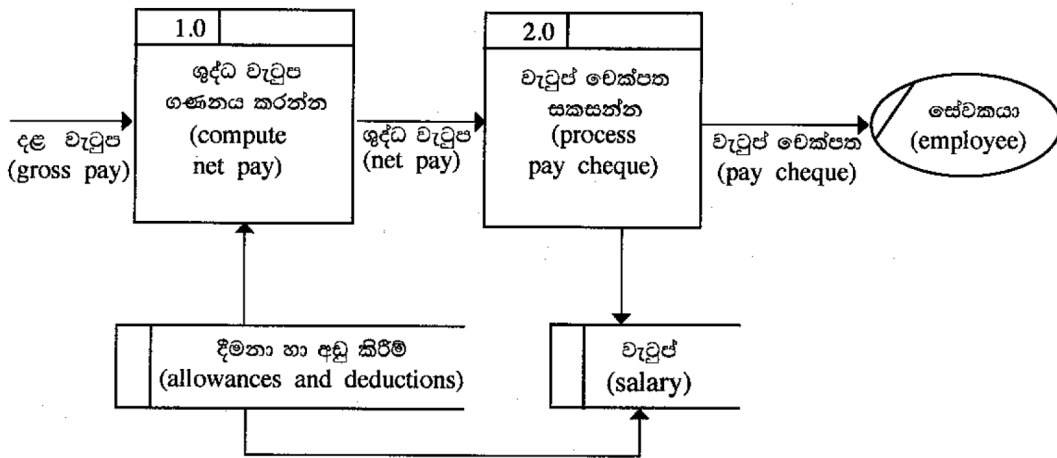 1.0
ශුද්ධ වැටුප
ගණනය කරන්න
(compute
net pay)
2.0
වැටුප් චෙක්පත
සකසන්න
(process
pay cheque)
සේවකයා
(employee)
දළ වැටුප
(gross pay)
ශුද්ධ වැටුප
(net pay)
වැටුප් චෙක්පත
(pay cheque)
දීමනා හා අඩු කිරීම්
(allowances and deductions)
වැටුප්
(salary)